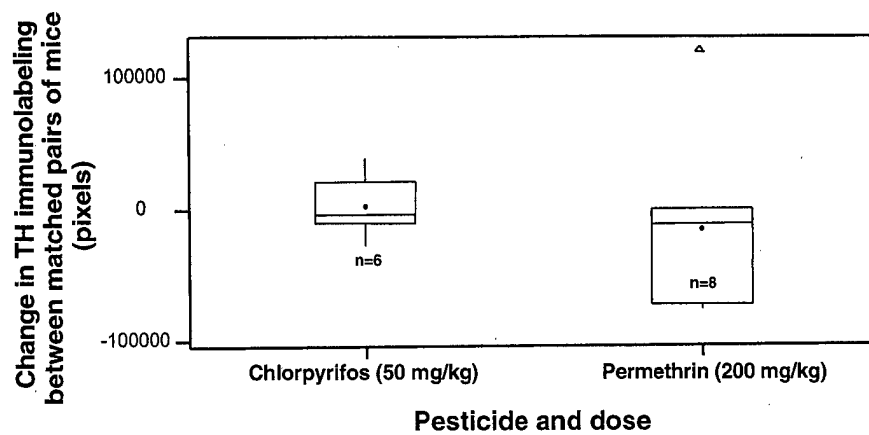 Change in TH immunolabeling
between matched pairs of mice
(pixels)
100000
0
-100000
n=6
n=8
Chlorpyrifos (50 mg/kg)
Permethrin (200 mg/kg)
Pesticide and dose